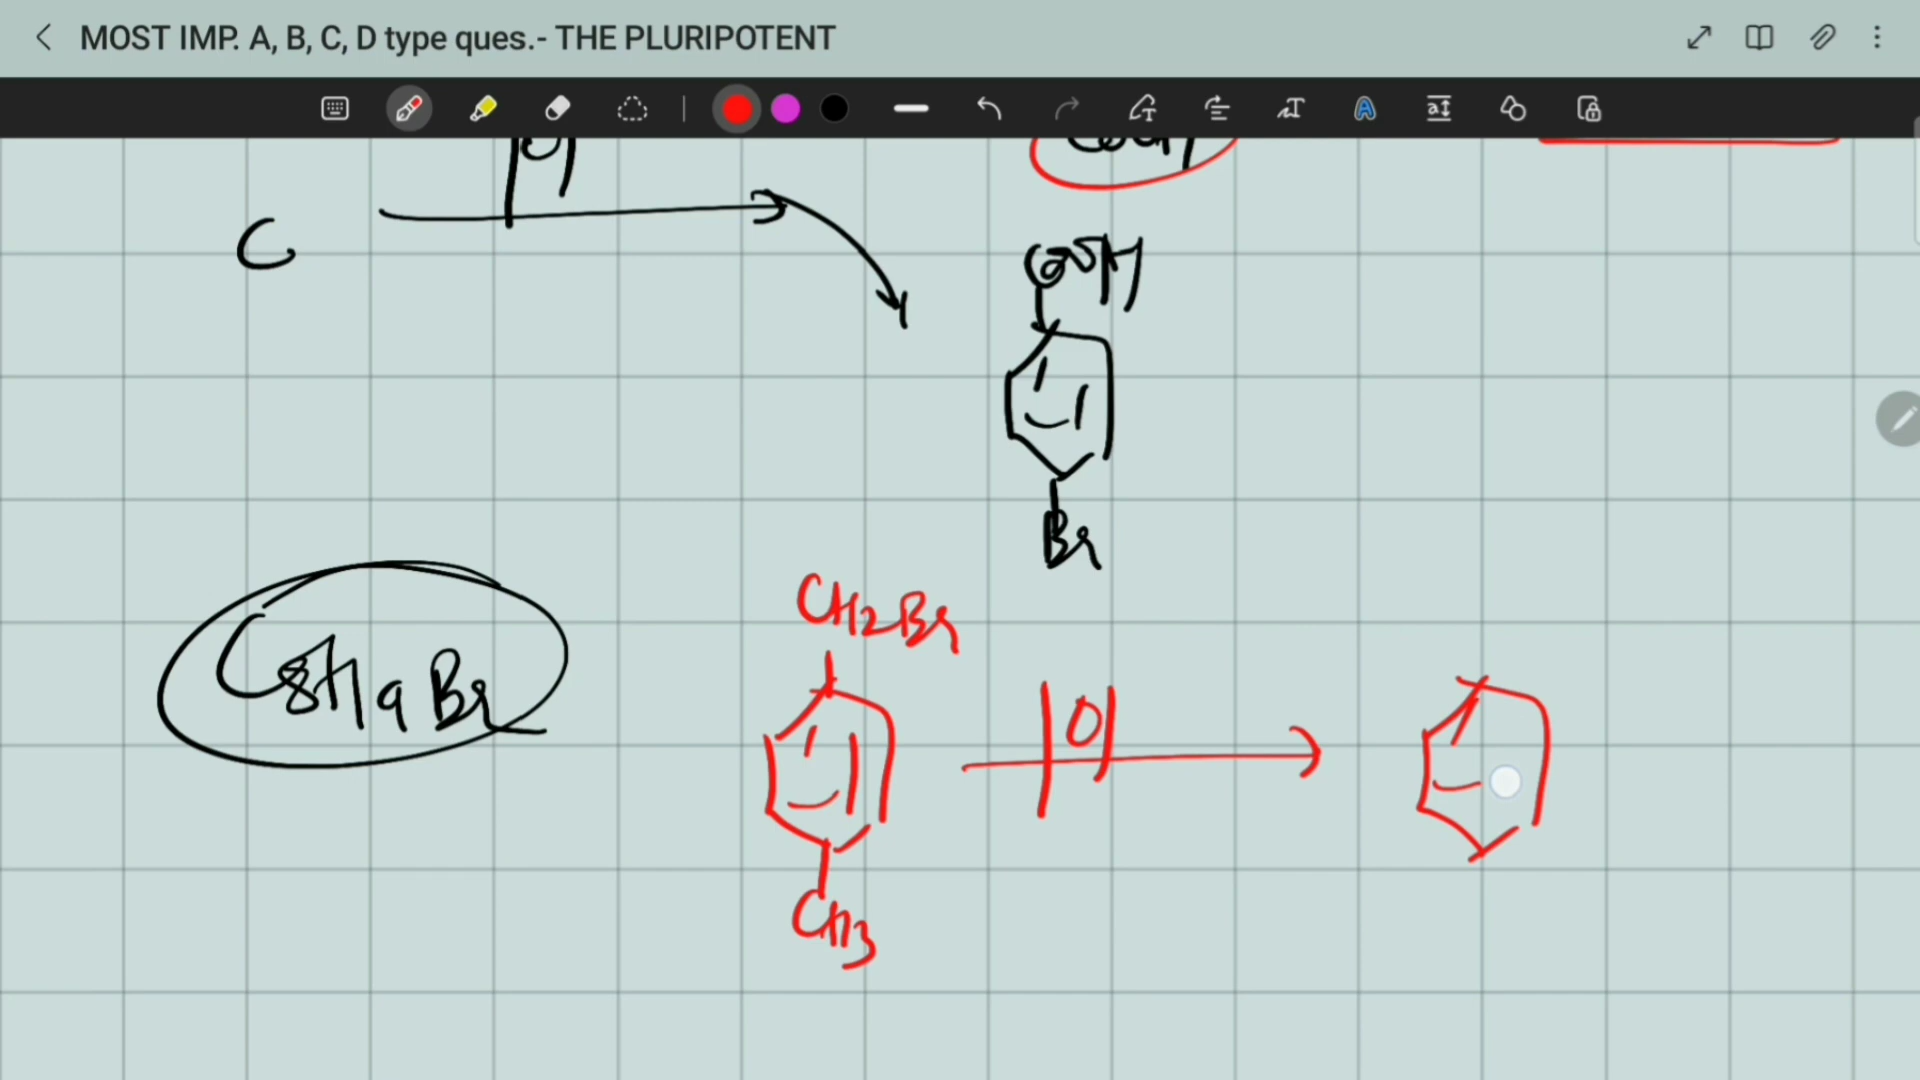 MOST IMP. A, B, C, D type ques.- THE PLURIPOTENT
|O|
C
COOH
Br
CH2Br
C8H9Br
|O|
CH3